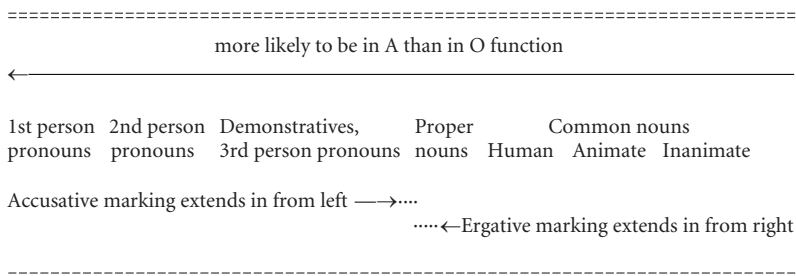 more likely to be in A than in O function
1st person 2nd person Demonstratives, Proper Common nouns
pronouns pronouns 3rd person pronouns nouns Human Animate Inanimate
Accusative marking extends in from left —→····
·····←Ergative marking extends in from right